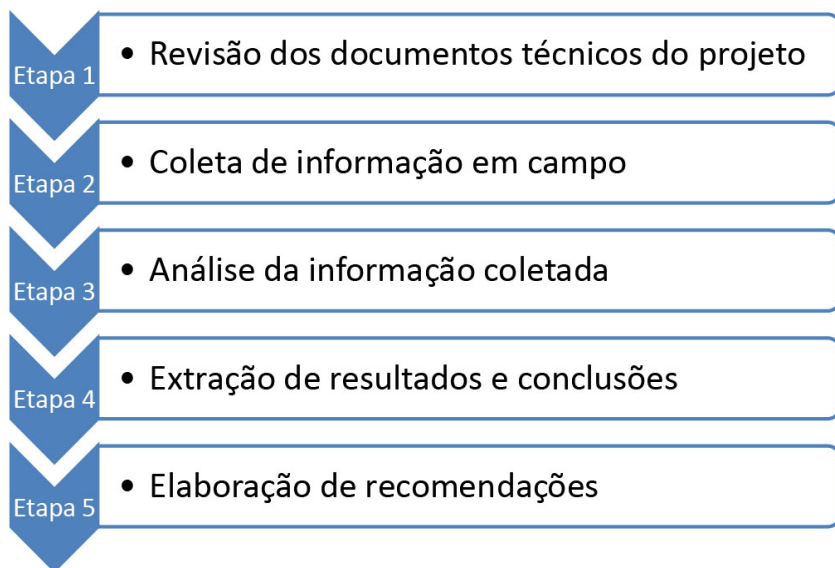 Etapa 1
• Revisão dos documentos técnicos do projeto
Etapa 2
• Coleta de informação em campo
Etapa 3
• Análise da informação coletada
Etapa 4
• Extração de resultados e conclusões
Etapa 5
• Elaboração de recomendações